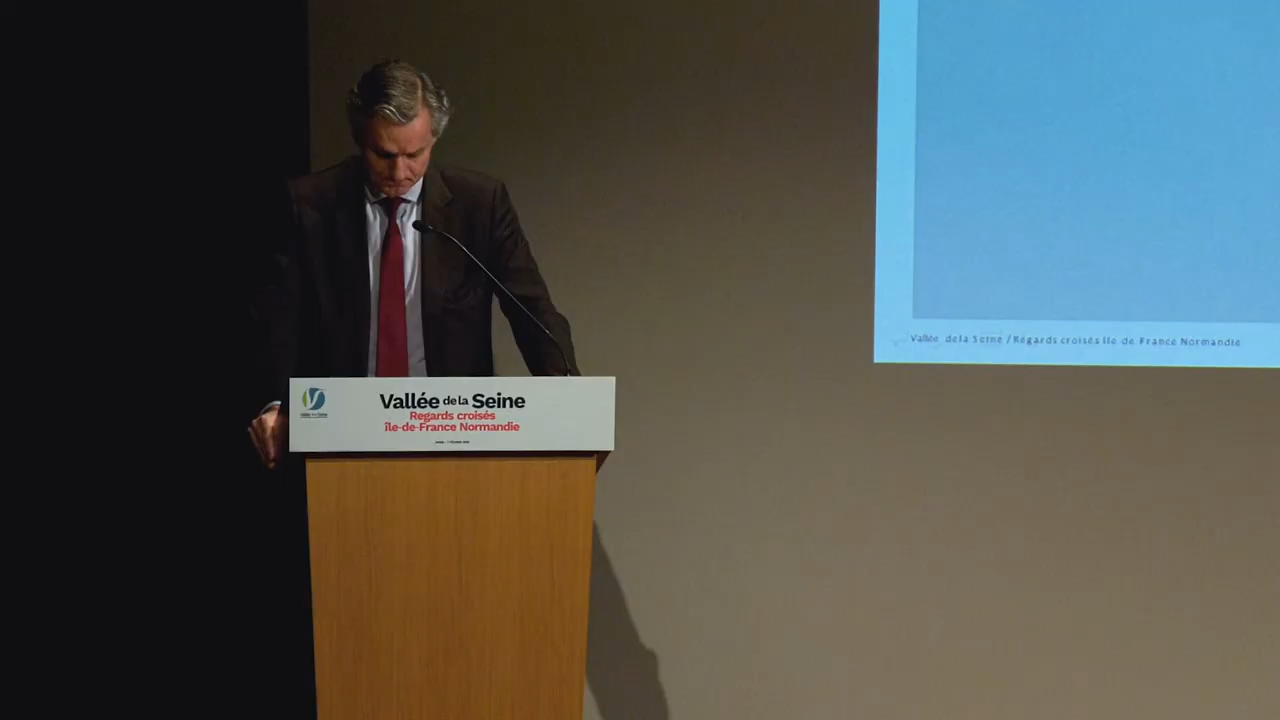 Vallée de la Seine / Regards croisés Ile de France Normandie
Vallée de la Seine
Regards croisés
île-de-France Normandie